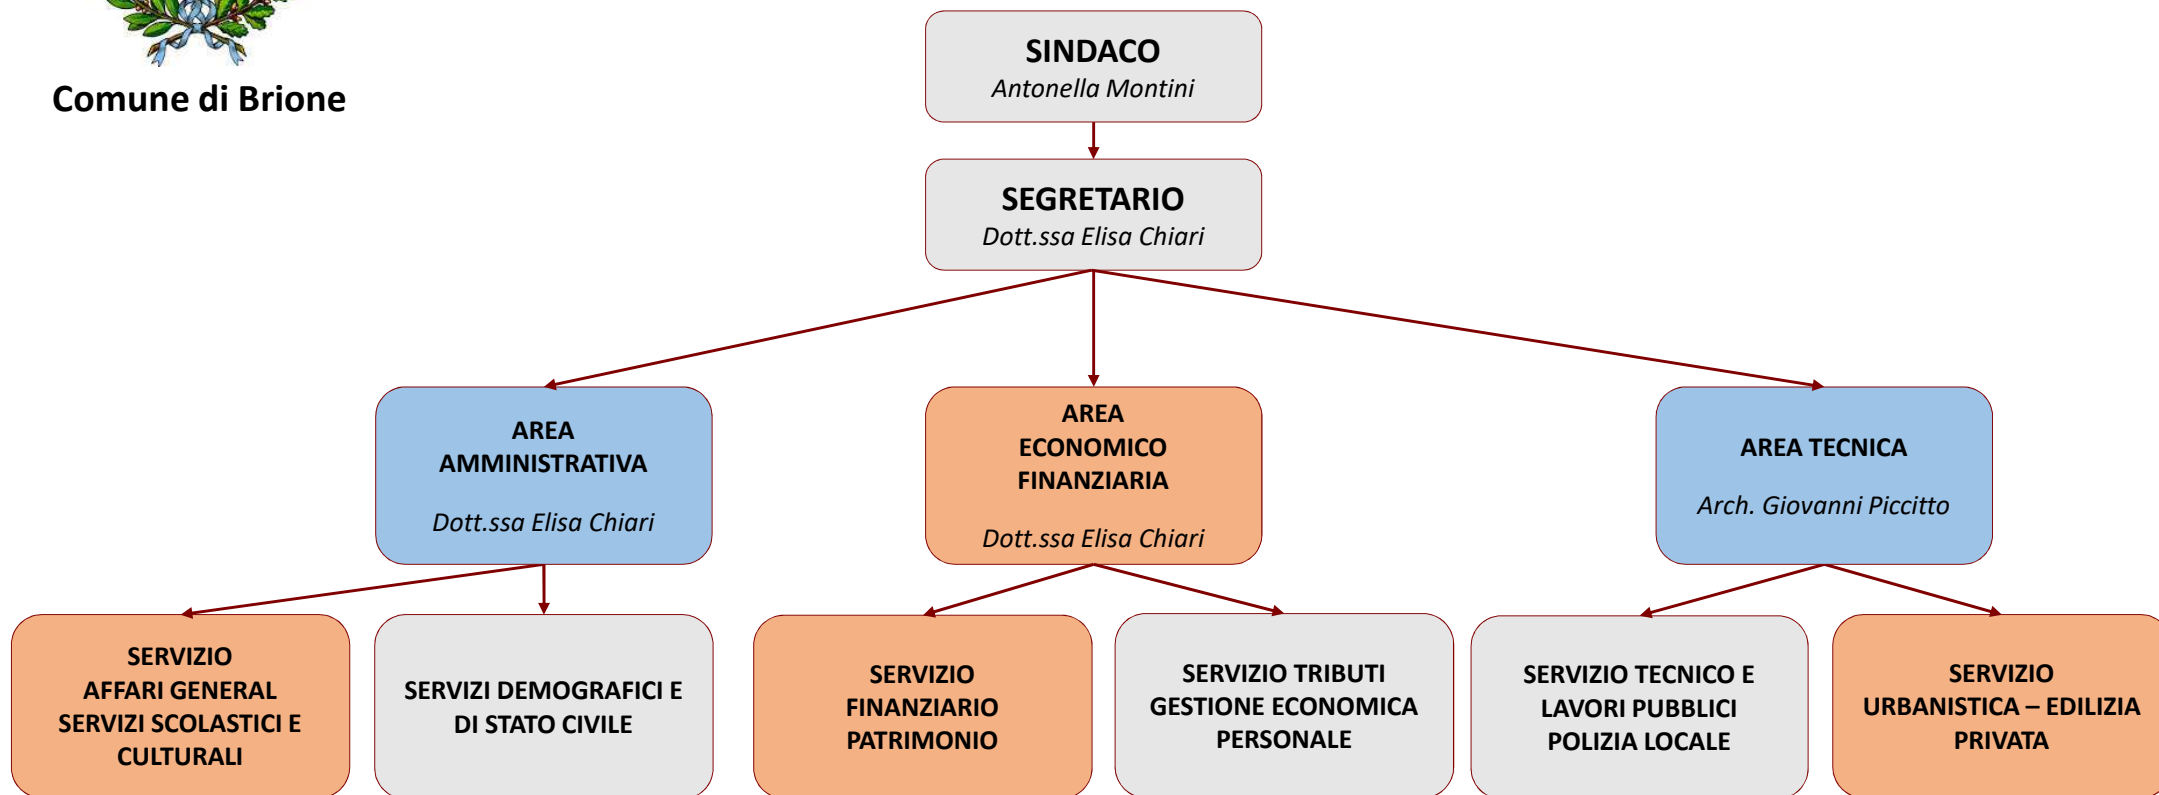 Comune di Brione
SINDACO
Antonella Montini
SEGRETARIO
Dott.ssa Elisa Chiari
AREA
AMMINISTRATIVA
Dott.ssa Elisa Chiari
AREA
ECONOMICO
FINANZIARIA
Dott.ssa Elisa Chiari
AREA TECNICA
Arch. Giovanni Piccitto
SERVIZIO
AFFARI GENERAL
SERVIZI SCOLASTICI E
CULTURALI
SERVIZI DEMOGRAFICI E
DI STATO CIVILE
SERVIZIO
FINANZIARIO
PATRIMONIO
SERVIZIO TRIBUTI
GESTIONE ECONOMICA
PERSONALE
SERVIZIO TECNICO E
LAVORI PUBBLICI
POLIZIA LOCALE
SERVIZIO
URBANISTICA – EDILIZIA
PRIVATA